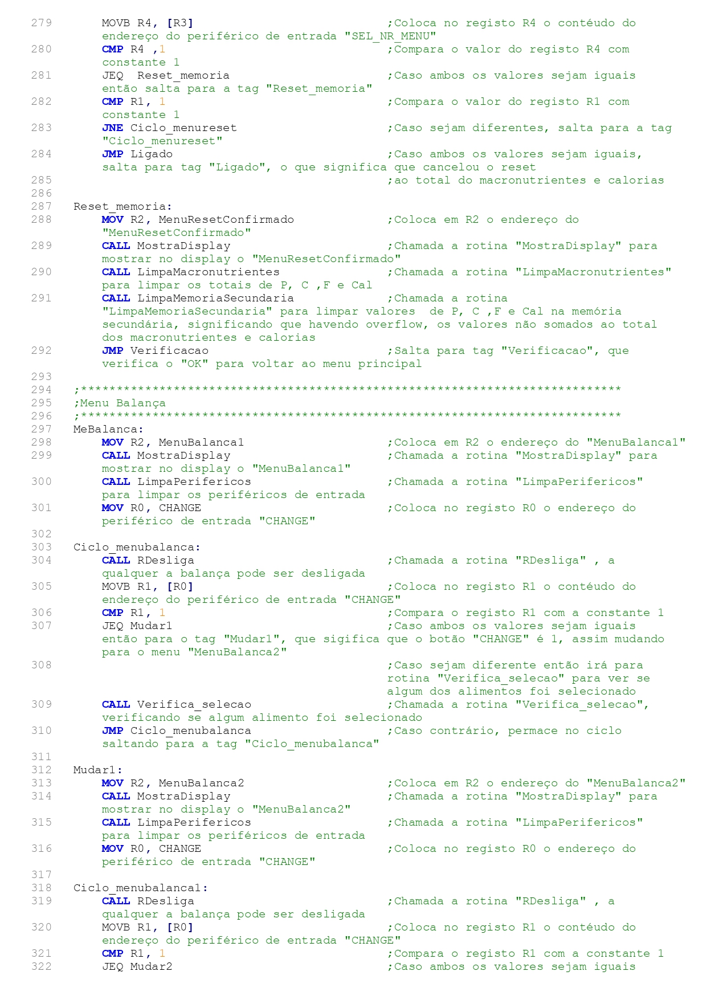 279 MOVB R4, [R3] ;Coloca no registo R4 o contéudo do
endereço do periférico de entrada "SEL_NR_MENU"
280 CMP R4 ,1 ;Compara o valor do registo R4 com
constante 1
281 JEQ  Reset_memoria ;Caso ambos os valores sejam iguais
então salta para a tag "Reset_memoria"
282 CMP R1, 1 ;Compara o valor do registo R1 com
constante 1
283 JNE Ciclo_menureset ;Caso sejam diferentes, salta para a tag
"Ciclo_menureset"
284 JMP Ligado ;Caso ambos os valores sejam iguais,
salta para tag "Ligado", o que significa que cancelou o reset
285 ;ao total do macronutrientes e calorias
286
287 Reset_memoria:
288 MOV R2, MenuResetConfirmado ;Coloca em R2 o endereço do
"MenuResetConfirmado"
289 CALL MostraDisplay ;Chamada a rotina "MostraDisplay" para
mostrar no display o "MenuResetConfirmado"
290 CALL LimpaMacronutrientes ;Chamada a rotina "LimpaMacronutrientes"
para limpar os totais de P, C ,F e Cal
291 CALL LimpaMemoriaSecundaria ;Chamada a rotina
"LimpaMemoriaSecundaria" para limpar valores  de P, C ,F e Cal na memória
secundária, significando que havendo overflow, os valores não somados ao total
dos macronutrientes e calorias
292 JMP Verificacao ;Salta para tag "Verificacao", que
verifica o "OK" para voltar ao menu principal
293
294 ;****************************************************************************
295 ;Menu Balança
296 ;****************************************************************************
297 MeBalanca:
298 MOV R2, MenuBalanca1 ;Coloca em R2 o endereço do "MenuBalanca1"
299 CALL MostraDisplay ;Chamada a rotina "MostraDisplay" para
mostrar no display o "MenuBalanca1"
300 CALL LimpaPerifericos ;Chamada a rotina "LimpaPerifericos"
para limpar os periféricos de entrada
301 MOV R0, CHANGE ;Coloca no registo R0 o endereço do
periférico de entrada "CHANGE"
302
303 Ciclo_menubalanca:
304 CALL RDesliga ;Chamada a rotina "RDesliga" , a
qualquer a balança pode ser desligada
305 MOVB R1, [R0] ;Coloca no registo R1 o contéudo do
endereço do periférico de entrada "CHANGE"
306 CMP R1, 1 ;Compara o registo R1 com a constante 1
307 JEQ Mudar1 ;Caso ambos os valores sejam iguais
então para o tag "Mudar1", que sigifica que o botão "CHANGE" é 1, assim mudando
para o menu "MenuBalanca2"
308 ;Caso sejam diferente então irá para
rotina "Verifica_selecao" para ver se
algum dos alimentos foi selecionado
309 CALL Verifica_selecao ;Chamada a rotina "Verifica_selecao",
verificando se algum alimento foi selecionado
310 JMP Ciclo_menubalanca ;Caso contrário, permace no ciclo
saltando para a tag "Ciclo_menubalanca"
311
312 Mudar1:
313 MOV R2, MenuBalanca2 ;Coloca em R2 o endereço do "MenuBalanca2"
314 CALL MostraDisplay ;Chamada a rotina "MostraDisplay" para
mostrar no display o "MenuBalanca2"
315 CALL LimpaPerifericos ;Chamada a rotina "LimpaPerifericos"
para limpar os periféricos de entrada
316 MOV R0, CHANGE ;Coloca no registo R0 o endereço do
periférico de entrada "CHANGE"
317
318 Ciclo_menubalanca1:
319 CALL RDesliga ;Chamada a rotina "RDesliga" , a
qualquer a balança pode ser desligada
320 MOVB R1, [R0] ;Coloca no registo R1 o contéudo do
endereço do periférico de entrada "CHANGE"
321 CMP R1, 1 ;Compara o registo R1 com a constante 1
322 JEQ Mudar2 ;Caso ambos os valores sejam iguais